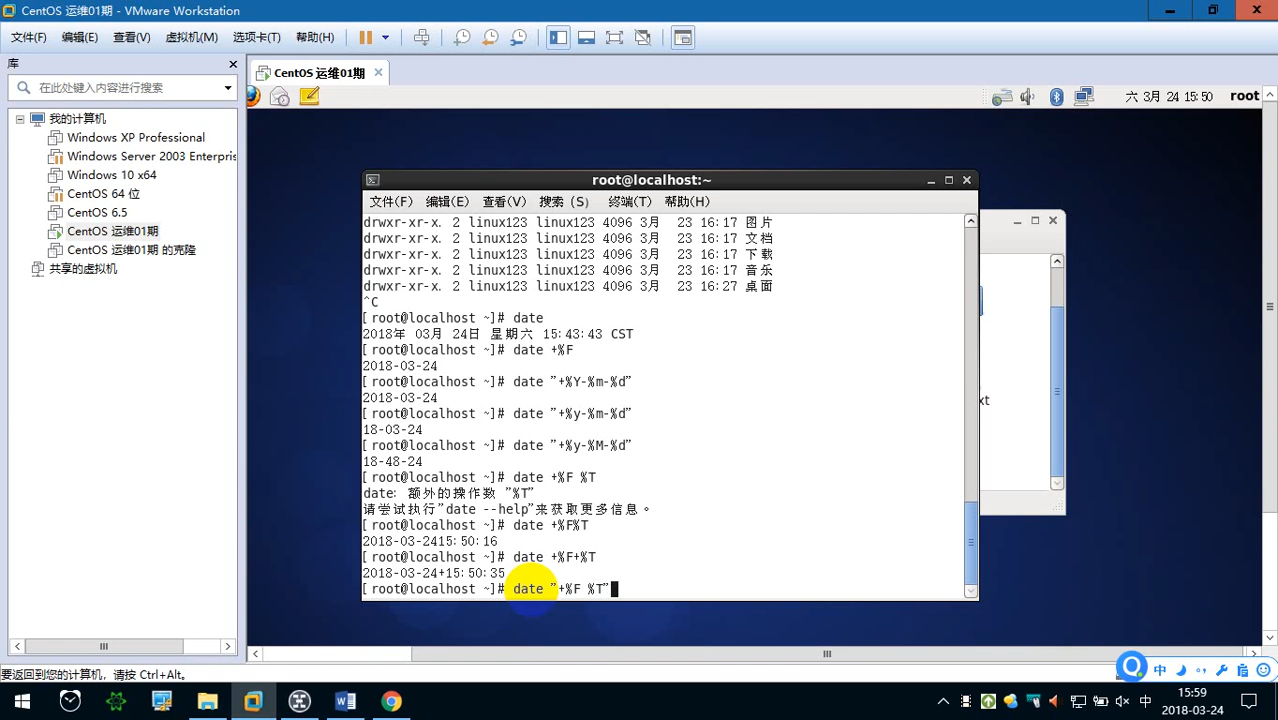 CentOS 运维01期 - VMware Workstation
文件(F) 编辑(E) 查看(V) 虚拟机(M) 选项卡(T) 帮助(H)
库
在此处键入内容进行搜索
我的计算机
Windows XP Professional
Windows Server 2003 Enterpris
Windows 10 x64
CentOS 64 位
CentOS 6.5
CentOS 运维01期
CentOS 运维01期 的克隆
共享的虚拟机
CentOS 运维01期
六 3月 24 15:50 root
root@localhost:~
文件(F) 编辑(E) 查看(V) 搜索 (S) 终端(T) 帮助(H)
drwxr-xr-x. 2 linux123 linux123 4096 3月 23 16:17 图片
drwxr-xr-x. 2 linux123 linux123 4096 3月 23 16:17 文档
drwxr-xr-x. 2 linux123 linux123 4096 3月 23 16:17 下载
drwxr-xr-x. 2 linux123 linux123 4096 3月 23 16:17 音乐
drwxr-xr-x. 2 linux123 linux123 4096 3月 23 16:27 桌面
^C
[root@localhost ~]# date
2018年 03月 24日 星期六 15:43:43 CST
[root@localhost ~]# date +%F
2018-03-24
[root@localhost ~]# date "+%Y-%m-%d"
2018-03-24
[root@localhost ~]# date "+%y-%m-%d"
18-03-24
[root@localhost ~]# date "+%y-%M-%d"
18-48-24
[root@localhost ~]# date +%F %T
date: 额外的操作数 "%T"
请尝试执行"date --help"来获取更多信息。
[root@localhost ~]# date +%F%T
2018-03-2415:50:16
[root@localhost ~]# date +%F+%T
2018-03-24+15:50:35
[root@localhost ~]# date "+%F %T"
xt
要返回到您的计算机，请按 Ctrl+Alt。
中
中
15:59
2018-03-24